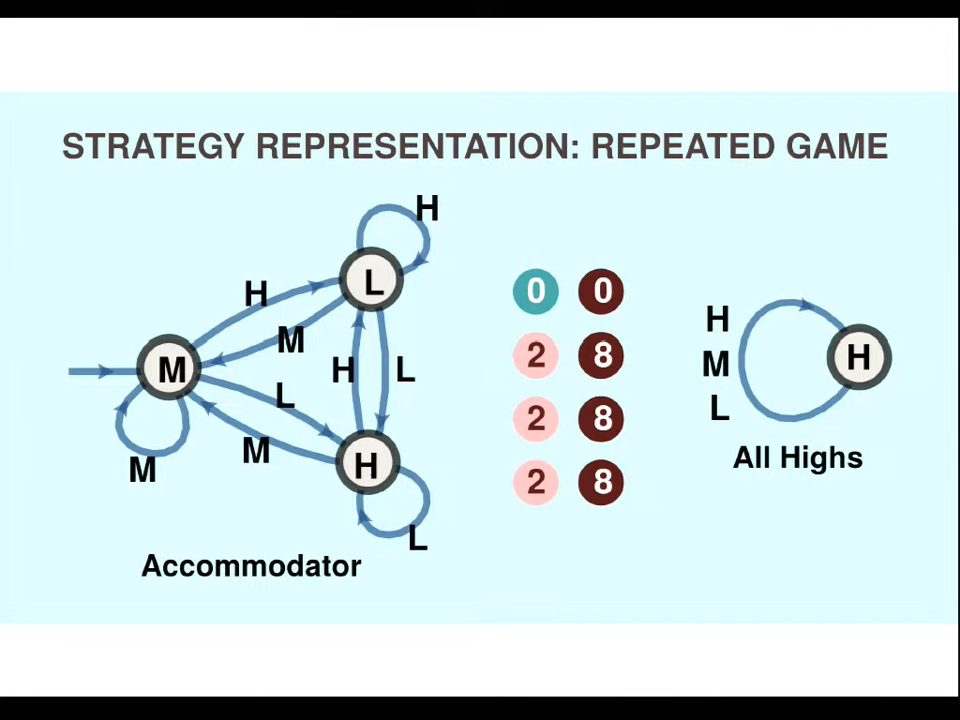 STRATEGY REPRESENTATION: REPEATED GAME
H
L
H
M
H
L
M
L
M
H
M
L
Accommodator
0 0
2 8
2 8
2 8
H
M
L
H
All Highs